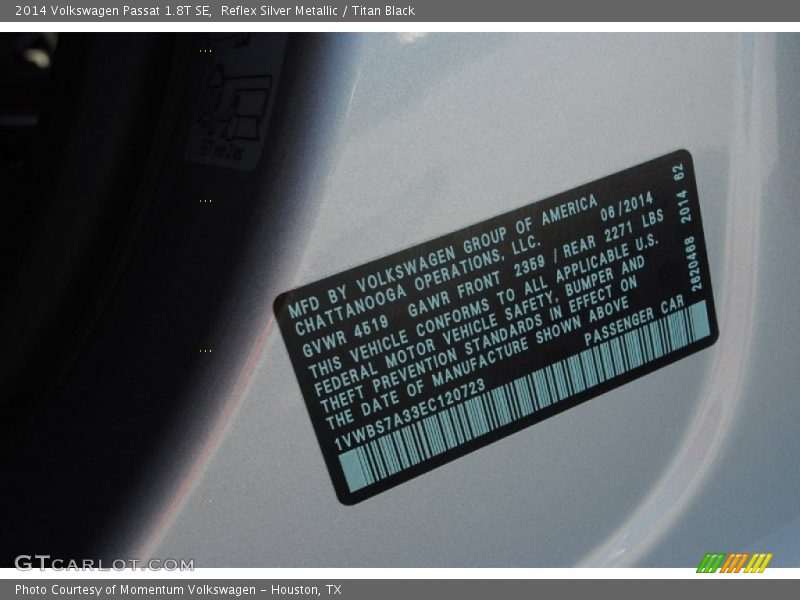 2014 Volkswagen Passat 1.8T SE,  Reflex Silver Metallic / Titan Black
MFD BY VOLKSWAGEN GROUP OF AMERICA
CHATTANOOGA OPERATIONS, LLC.
06/2014
GVWR 4519 GAWR FRONT 2359 / REAR 2271 LBS
THIS VEHICLE CONFORMS TO ALL APPLICABLE U.S.
FEDERAL MOTOR VEHICLE SAFETY, BUMPER AND
THEFT PREVENTION STANDARDS IN EFFECT ON
THE DATE OF MANUFACTURE SHOWN ABOVE
PASSENGER CAR
1VWBS7A33EC120723
2620468 2014 62
GTcarlot.com
Photo Courtesy of Momentum Volkswagen - Houston, TX